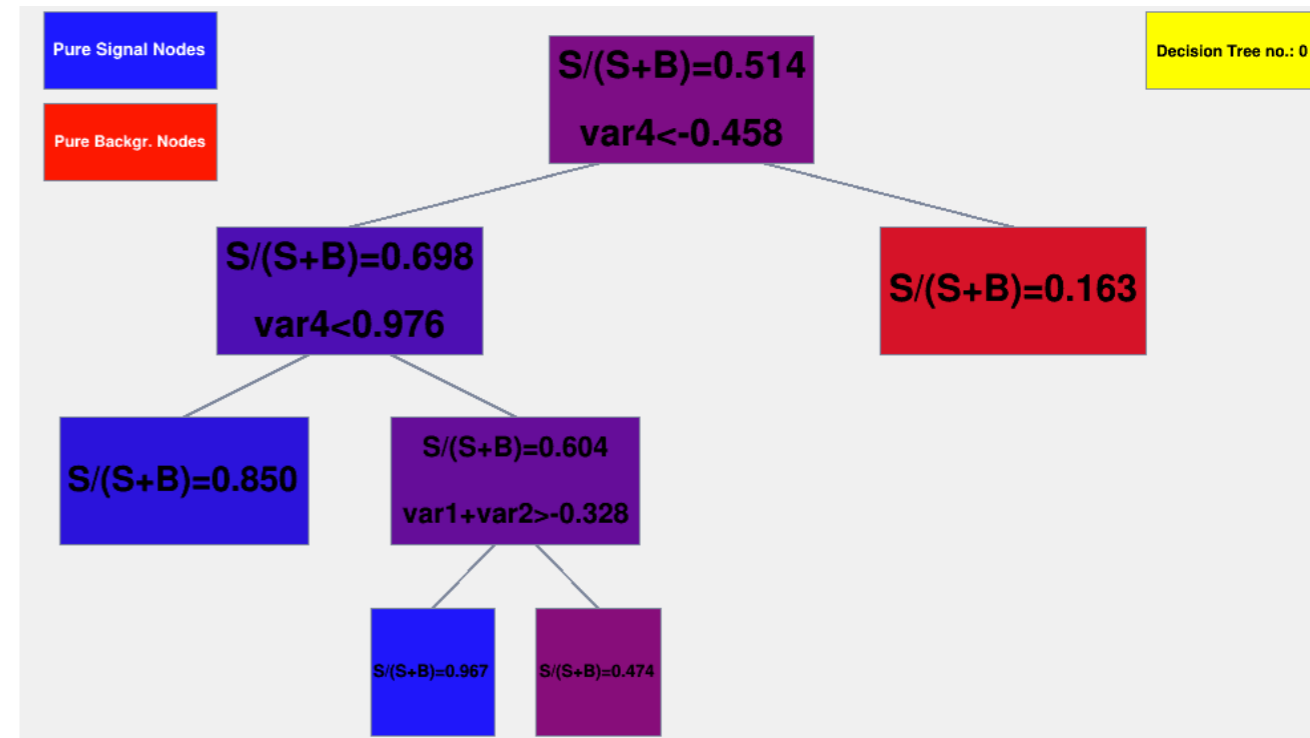 Pure Signal Nodes
Pure Backgr. Nodes
Decision Tree no.: 0
S/(S+B)=0.514
var4<-0.458
S/(S+B)=0.698
var4<0.976
S/(S+B)=0.163
S/(S+B)=0.850
S/(S+B)=0.604
var1+var2>-0.328
S/(S+B)=0.967
S/(S+B)=0.474